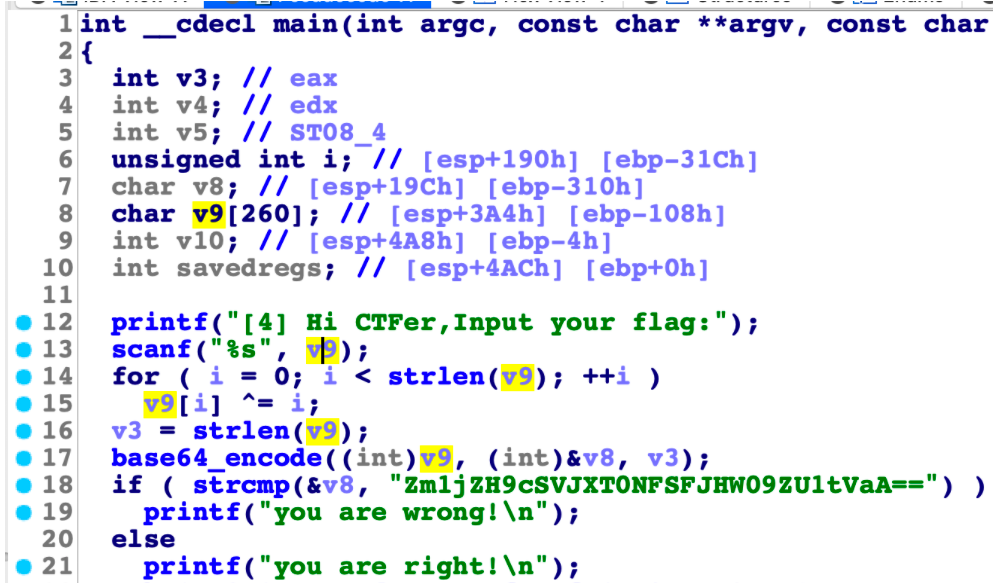 1 int __cdecl main(int argc, const char **argv, const char
2 {
3 int v3; // eax
4 int v4; // edx
5 int v5; // ST08_4
6 unsigned int i; // [esp+190h] [ebp-31Ch]
7 char v8; // [esp+19Ch] [ebp-310h]
8 char v9[260]; // [esp+3A4h] [ebp-108h]
9 int v10; // [esp+4A8h] [ebp-4h]
10 int savedregs; // [esp+4ACh] [ebp+0h]
11
12 printf("[4] Hi CTFer,Input your flag:");
13 scanf("%s", v9);
14 for ( i = 0; i < strlen(v9); ++i )
15 v9[i] ^= i;
16 v3 = strlen(v9);
17 base64_encode((int)v9, (int)&v8, v3);
18 if ( strcmp(&v8, "Zm1jZH9cSVJXT0NFSFJHW09ZU1tVaA==") )
19 printf("you are wrong!\n");
20 else
21 printf("you are right!\n");